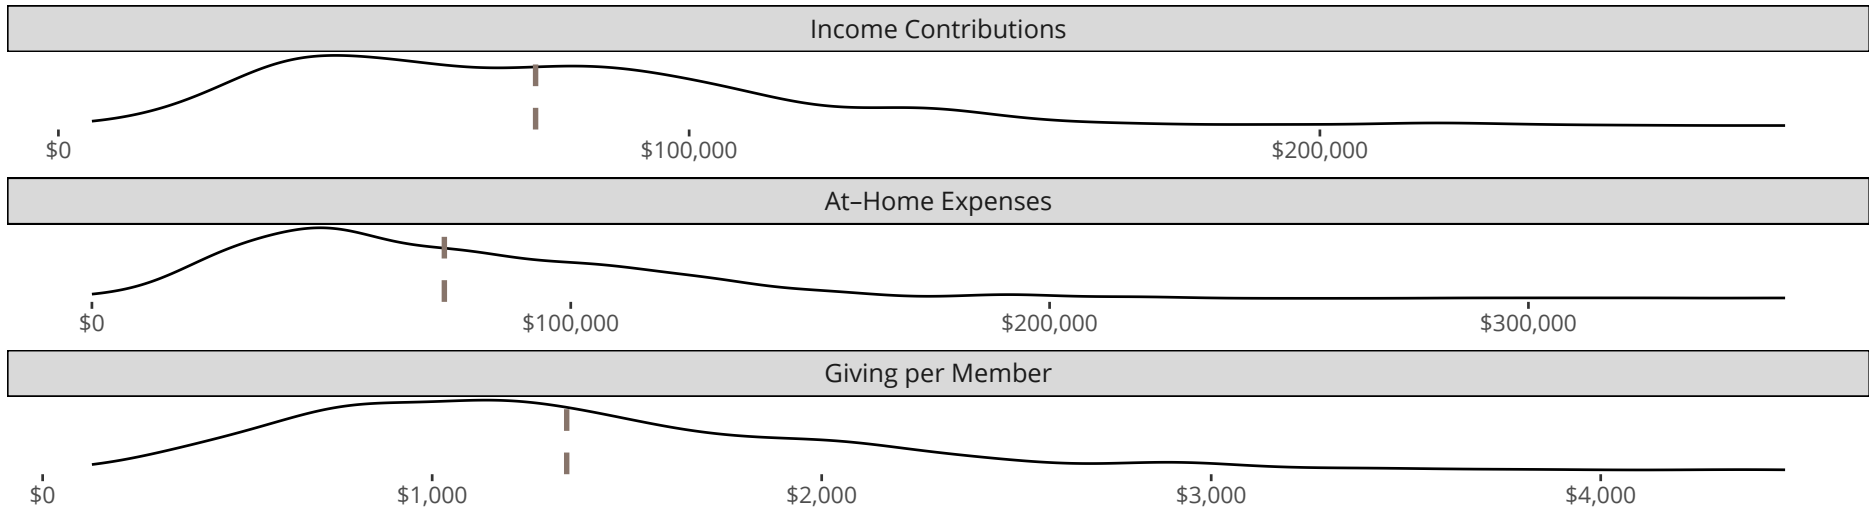 Income Contributions
$0 $100,000 $200,000
At–Home Expenses
$0 $100,000 $200,000 $300,000
Giving per Member
$0 $1,000 $2,000 $3,000 $4,000